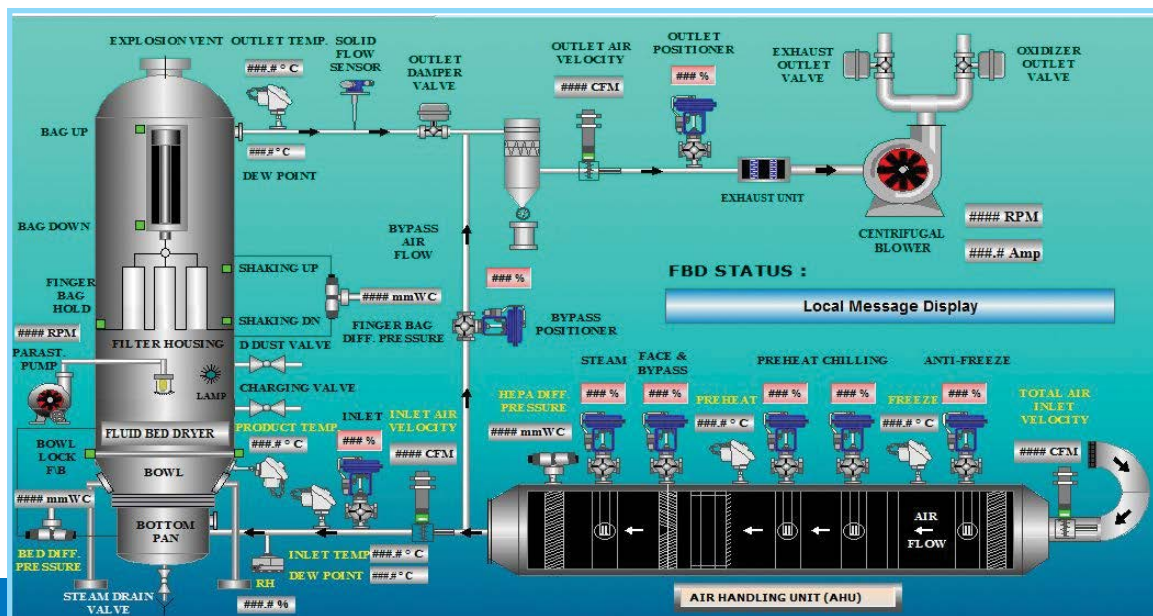 EXPLOSION VENT
OUTLET TEMP.
###.# ° C
SOLID
FLOW
SENSOR
OUTLET
DAMPER
VALVE
OUTLET AIR
VELOCITY
#### CFM
OUTLET
POSITIONER
### %
EXHAUST
OUTLET
VALVE
OXIDIZER
OUTLET
VALVE
BAG UP
###.# ° C
DEW POINT
EXHAUST UNIT
#### RPM
CENTRIFUGAL
BLOWER
###.# Amp
BAG DOWN
BYPASS
AIR
FLOW
SHAKING UP
#### mmWC
### %
FBD STATUS :
Local Message Display
FINGER
BAG
HOLD
SHAKING DN
FINGER BAG
DIFF. PRESSURE
BYPASS
POSITIONER
#### RPM
FILTER HOUSING
D DUST VALVE
PARAST.
PUMP
LAMP
CHARGING VALVE
STEAM
### %
FACE &
BYPASS
### %
PREHEAT CHILLING
### %
### %
ANTI-FREEZE
### %
HEPA DIFF.
PRESSURE
#### mmWC
PREHEAT
###.# ° C
FREEZE
###.# ° C
TOTAL AIR
INLET
VELOCITY
#### CFM
FLUID BED DRYER
PRODUCT TEMP.
###.# ° C
INLET
### %
INLET AIR
VELOCITY
#### CFM
BOWL
LOCK
F\B
BOWL
#### mmWC
BOTTOM
PAN
AIR
FLOW
BED DIFF.
PRESSURE
INLET TEMP
###.# ° C
DEW POINT
###.# ° C
RH
###.# %
STEAM DRAIN
VALVE
AIR HANDLING UNIT (AHU)